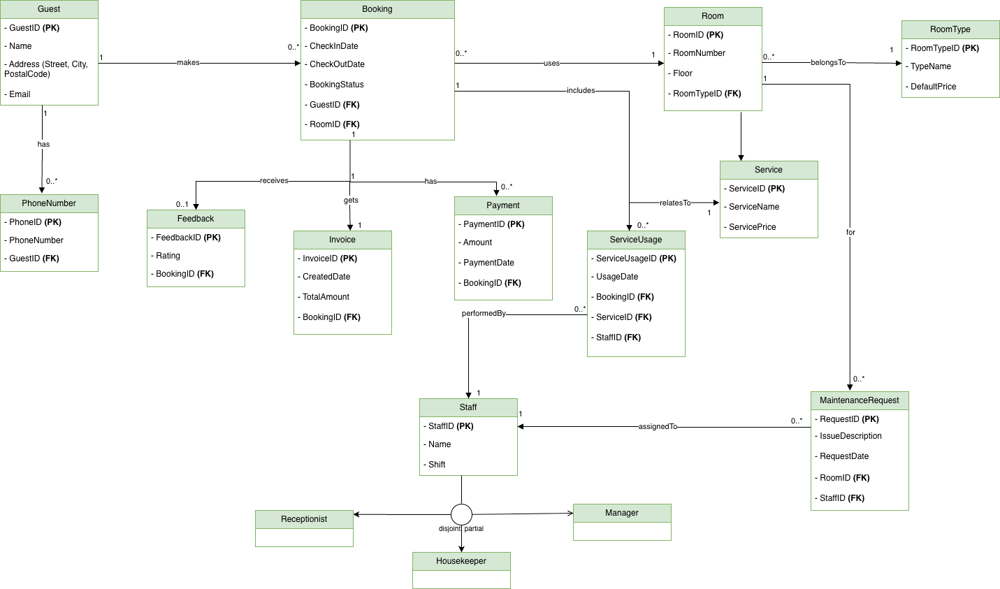 Guest
- GuestID (PK)
- Name
- Address (Street, City,
PostalCode)
- Email
1
makes
0..*
Booking
- BookingID (PK)
- CheckInDate
- CheckOutDate
- BookingStatus
- GuestID (FK)
- RoomID (FK)
0..*
uses
1
Room
- RoomID (PK)
- RoomNumber
- Floor
- RoomTypeID (FK)
0..*
belongsTo
1
RoomType
- RoomTypeID (PK)
- TypeName
- DefaultPrice
1
has
0..*
PhoneNumber
- PhoneID (PK)
- PhoneNumber
- GuestID (FK)
1
receives
0..1
Feedback
- FeedbackID (PK)
- Rating
- BookingID (FK)
1
gets
1
Invoice
- InvoiceID (PK)
- CreatedDate
- TotalAmount
- BookingID (FK)
has
0..*
Payment
- PaymentID (PK)
- Amount
- PaymentDate
- BookingID (FK)
1
includes
0..*
relatesTo
1
Service
- ServiceID (PK)
- ServiceName
- ServicePrice
ServiceUsage
- ServiceUsageID (PK)
- UsageDate
- BookingID (FK)
- ServiceID (FK)
- StaffID (FK)
0..*
performedBy
1
1
for
0..*
MaintenanceRequest
- RequestID (PK)
- IssueDescription
- RequestDate
- RoomID (FK)
- StaffID (FK)
0..*
assignedTo
1
Staff
- StaffID (PK)
- Name
- Shift
disjoint, partial
Receptionist
Manager
Housekeeper